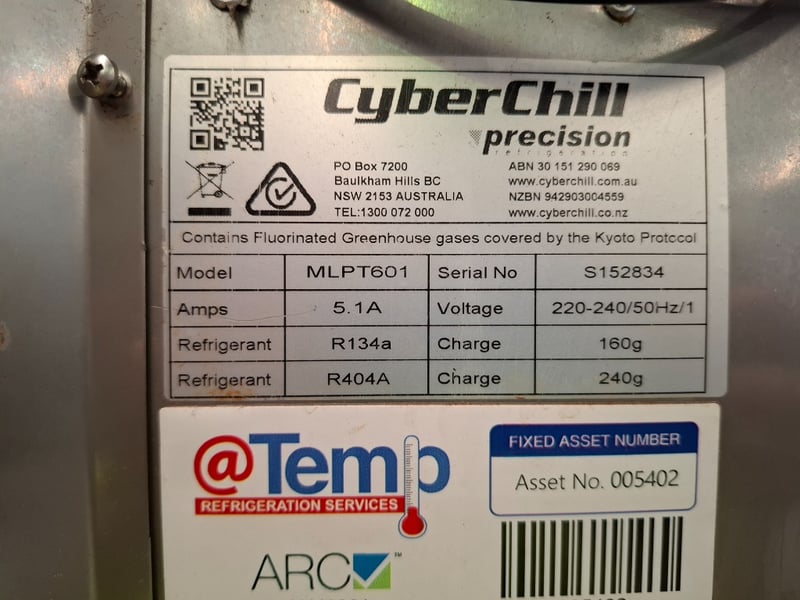 CyberChill
precision
refrigeration
PO Box 7200
Baulkham Hills BC
NSW 2153 AUSTRALIA
TEL:1300 072 000
ABN 30 151 290 069
www.cyberchill.com.au
NZBN 942903004559
www.cyberchill.co.nz
Contains Fluorinated Greenhouse gases covered by the Kyoto Protocol
Model MLPT601 Serial No S152834
Amps 5.1A Voltage 220-240/50Hz/1
Refrigerant R134a Charge 160g
Refrigerant R404A Charge 240g
@Temp
REFRIGERATION SERVICES
FIXED ASSET NUMBER
Asset No. 005402
ARC ™